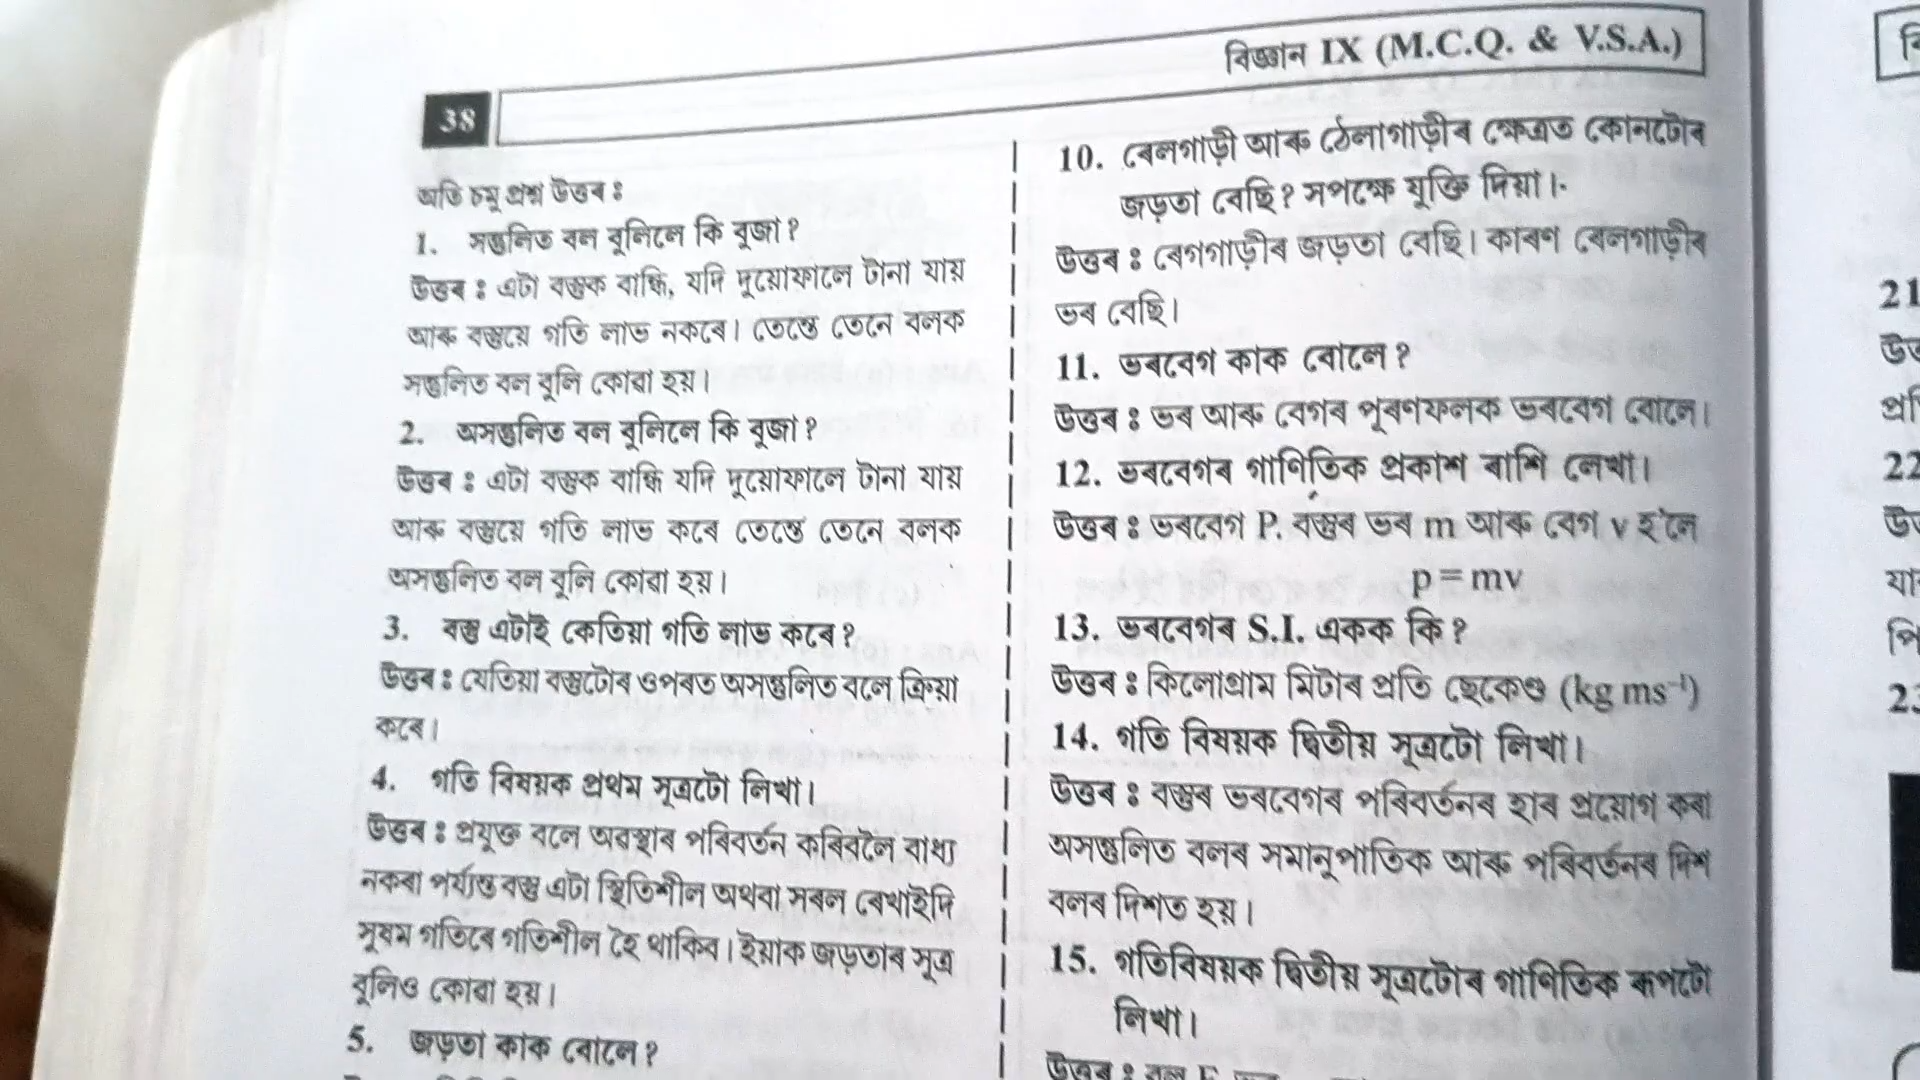 বিজ্ঞান IX (M.C.Q. & V.S.A.)
38
অতি চমু প্ৰশ্ন উত্তৰ :
1. সন্তুলিত বল বুলিলে কি বুজা?
উত্তৰ : এটা বস্তুক বান্ধি, যদি দুয়োফালে টানা যায়
আৰু বস্তুয়ে গতি লাভ নকৰে। তেন্তে তেনে বলক
সন্তুলিত বল বুলি কোৱা হয়।
2. অসন্তুলিত বল বুলিলে কি বুজা?
উত্তৰ : এটা বস্তুক বান্ধি যদি দুয়োফালে টানা যায়
আৰু বস্তুয়ে গতি লাভ কৰে তেন্তে তেনে বলক
অসন্তুলিত বল বুলি কোৱা হয়।
3. বস্তু এটাই কেতিয়া গতি লাভ কৰে?
উত্তৰ : যেতিয়া বস্তুটোৰ ওপৰত অসন্তুলিত বলে ক্ৰিয়া
কৰে।
4. গতি বিষয়ক প্ৰথম সূত্ৰটো লিখা।
উত্তৰ : প্ৰযুক্ত বলে অৱস্থাৰ পৰিবৰ্তন কৰিবলৈ বাধ্য
নকৰা পৰ্য্যন্ত বস্তু এটা স্থিতিশীল অথবা সৰল ৰেখাইদি
সুষম গতিৰে গতিশীল হৈ থাকিব। ইয়াক জড়তাৰ সূত্ৰ
বুলিও কোৱা হয়।
5. জড়তা কাক বোলে?
10. ৰেলগাড়ী আৰু ঠেলাগাড়ীৰ ক্ষেত্ৰত কোনটোৰ
জড়তা বেছি? সপক্ষে যুক্তি দিয়া।
উত্তৰ : ৰেগগাড়ীৰ জড়তা বেছি। কাৰণ ৰেলগাড়ীৰ
ভৰ বেছি।
11. ভৰবেগ কাক বোলে?
উত্তৰ : ভৰ আৰু বেগৰ পূৰণফলক ভৰবেগ বোলে।
12. ভৰবেগৰ গাণিতিক প্ৰকাশ ৰাশি লেখা।
উত্তৰ : ভৰবেগ P. বস্তুৰ ভৰ m আৰু বেগ v হ'লে
p = mv
13. ভৰবেগৰ S.I. একক কি?
উত্তৰ : কিলোগ্ৰাম মিটাৰ প্ৰতি ছেকেণ্ড (kg ms⁻¹)
14. গতি বিষয়ক দ্বিতীয় সূত্ৰটো লিখা।
উত্তৰ : বস্তুৰ ভৰবেগৰ পৰিবৰ্তনৰ হাৰ প্ৰয়োগ কৰা
অসন্তুলিত বলৰ সমানুপাতিক আৰু পৰিবৰ্তনৰ দিশ
বলৰ দিশত হয়।
15. গতিবিষয়ক দ্বিতীয় সূত্ৰটোৰ গাণিতিক ৰূপটো
লিখা।
উত্তৰ : বল F
21
22